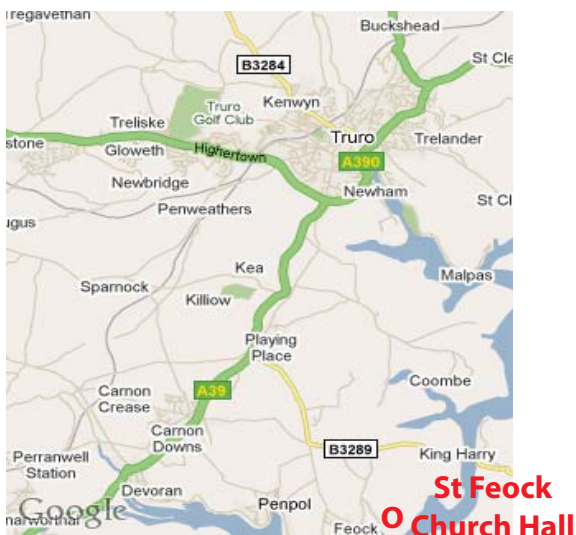 Tregavethan
Buckshead
St Cle
B3284
Truro
Golf Club
Kenwyn
Treliske
Truro
Trelander
stone
Gloweth
Highertown
A390
Newbridge
Newham
Penweathers
St Cl
ugus
Kea
Malpas
Sparnock
Killiow
Playing
Place
Coombe
A39
Carnon
Crease
Carnon
Downs
B3289
King Harry
Perranwell
Station
Devoran
Penpol
St Feock
Google
narworthal
Feock
O Church Hall